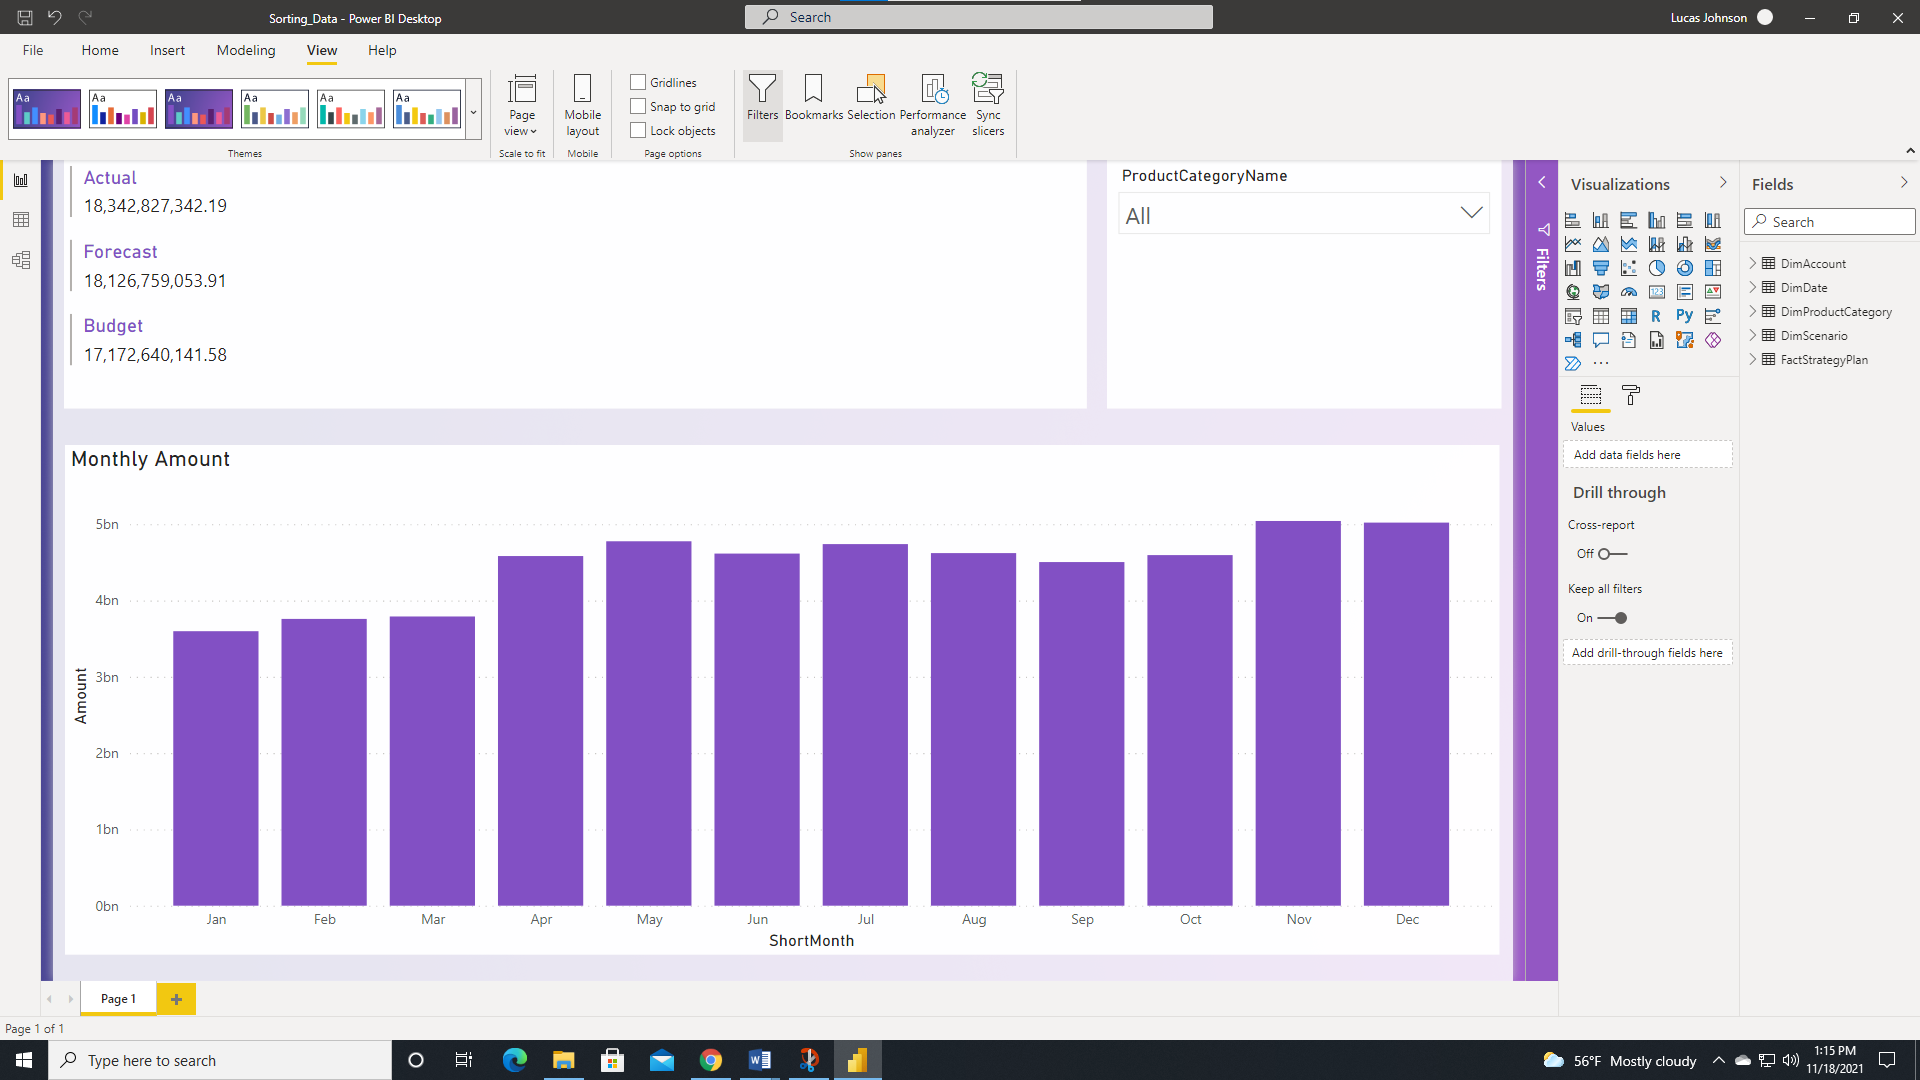 Sorting_Data - Power BI Desktop
Search
Lucas Johnson
File
Home
Insert
Modeling
View
Help
Aa
Aa
Aa
Aa
Aa
Aa
Themes
Page
view
Scale to fit
Mobile
layout
Mobile
Gridlines
Snap to grid
Lock objects
Page options
Filters
Bookmarks
Selection
Performance
analyzer
Sync
slicers
Show panes
Actual
18,342,827,342.19
Forecast
18,126,759,053.91
Budget
17,172,640,141.58
ProductCategoryName
All
Monthly Amount
5bn
4bn
3bn
2bn
1bn
0bn
Amount
Jan
Feb
Mar
Apr
May
Jun
Jul
Aug
Sep
Oct
Nov
Dec
ShortMonth
Filters
Visualizations
123
R
Py
Values
Add data fields here
Drill through
Cross-report
Off
Keep all filters
On
Add drill-through fields here
Fields
Search
DimAccount
DimDate
DimProductCategory
DimScenario
FactStrategyPlan
Page 1
Page 1 of 1
Type here to search
56°F Mostly cloudy
1:15 PM
11/18/2021